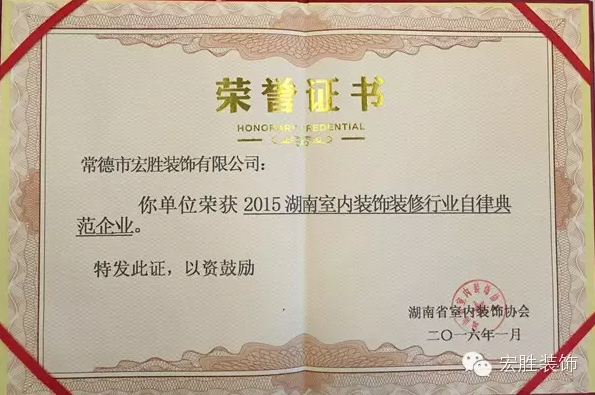 荣誉证书
HONORARY CREDENTIAL
常德市宏胜装饰有限公司：
你单位荣获 2015 湖南室内装饰装修行业自律典
范企业。
特发此证，以资鼓励
湖南省室内装饰协会
二〇一六年一月
宏胜装饰